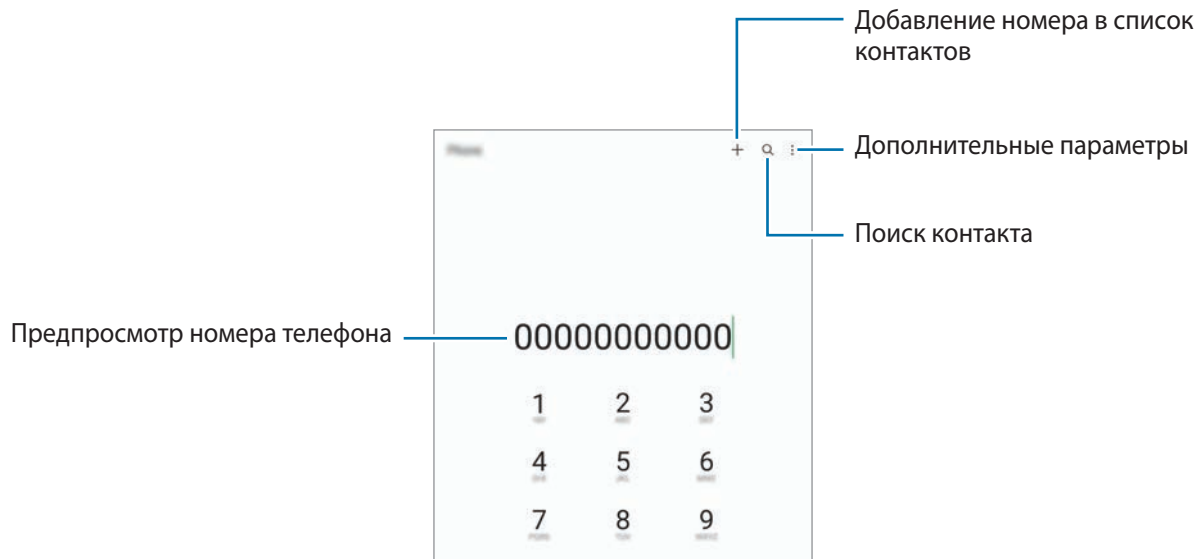 Добавление номера в список
контактов
+
Дополнительные параметры
Поиск контакта
Предпросмотр номера телефона
00000000000
1 2 3
4 5 6
7 8 9